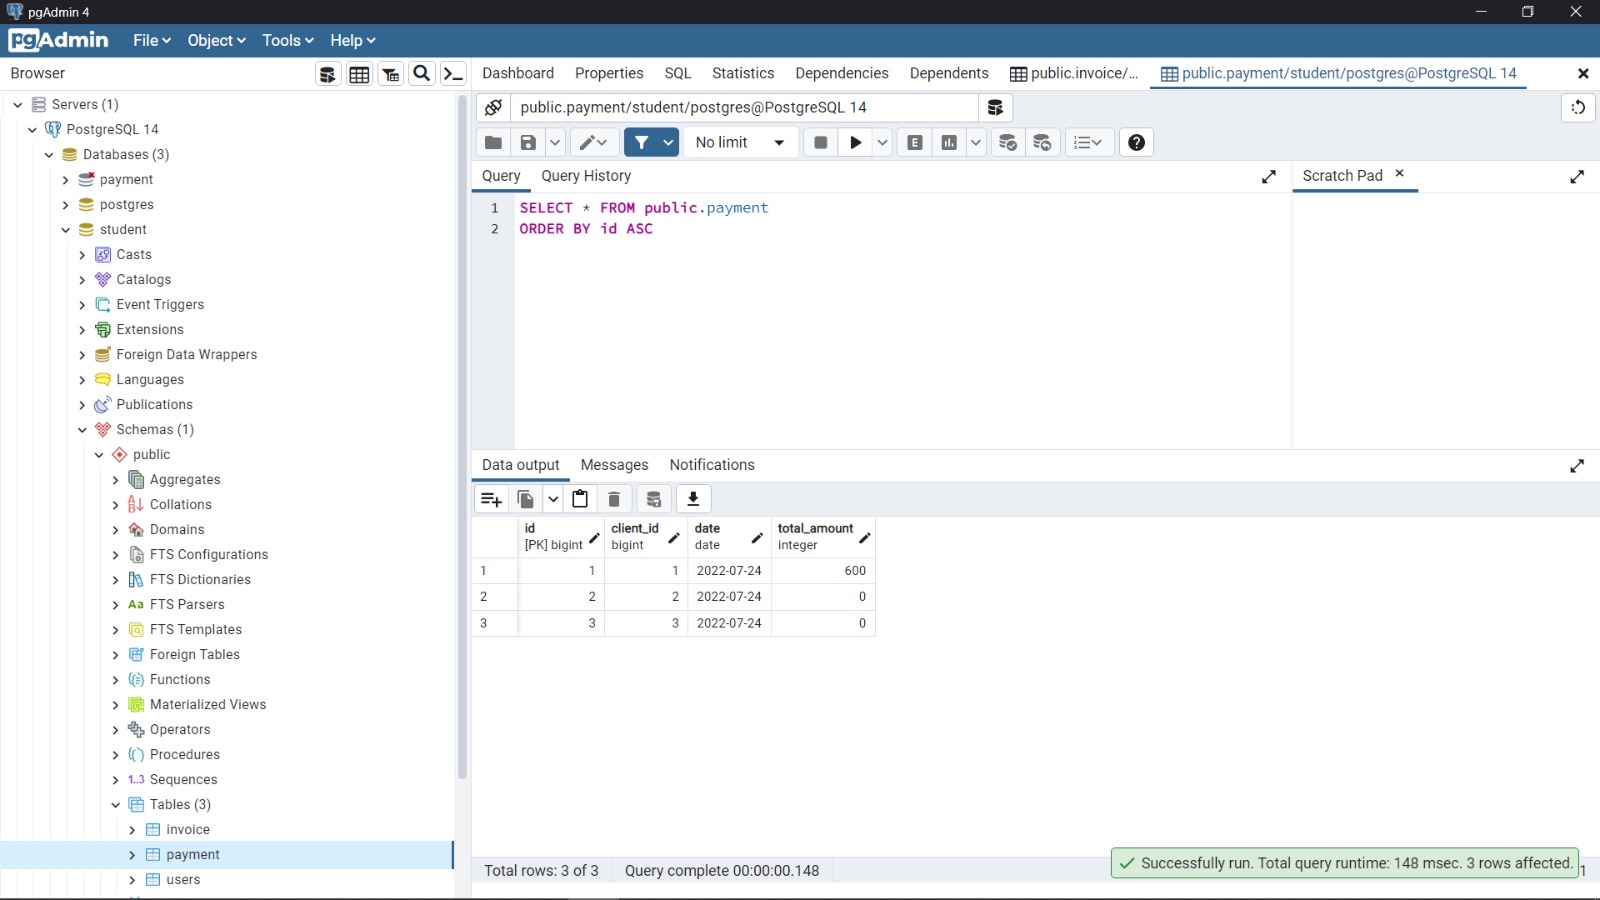 pgAdmin 4
pgAdmin File Object Tools Help
Browser
Dashboard Properties SQL Statistics Dependencies Dependents public.invoice/... public.payment/student/postgres@PostgreSQL 14
Servers (1)
PostgreSQL 14
Databases (3)
payment
postgres
student
Casts
Catalogs
Event Triggers
Extensions
Foreign Data Wrappers
Languages
Publications
Schemas (1)
public
Aggregates
Collations
Domains
FTS Configurations
FTS Dictionaries
Aa FTS Parsers
FTS Templates
Foreign Tables
Functions
Materialized Views
Operators
Procedures
1..3 Sequences
Tables (3)
invoice
payment
users
public.payment/student/postgres@PostgreSQL 14
No limit E
Query Query History
Scratch Pad
1 SELECT * FROM public.payment
2 ORDER BY id ASC
Data output Messages Notifications
id client_id date total_amount
[PK] bigint bigint date integer
1 1 1 2022-07-24 600
2 2 2 2022-07-24 0
3 3 3 2022-07-24 0
Total rows: 3 of 3 Query complete 00:00:00.148
Successfully run. Total query runtime: 148 msec. 3 rows affected.
1